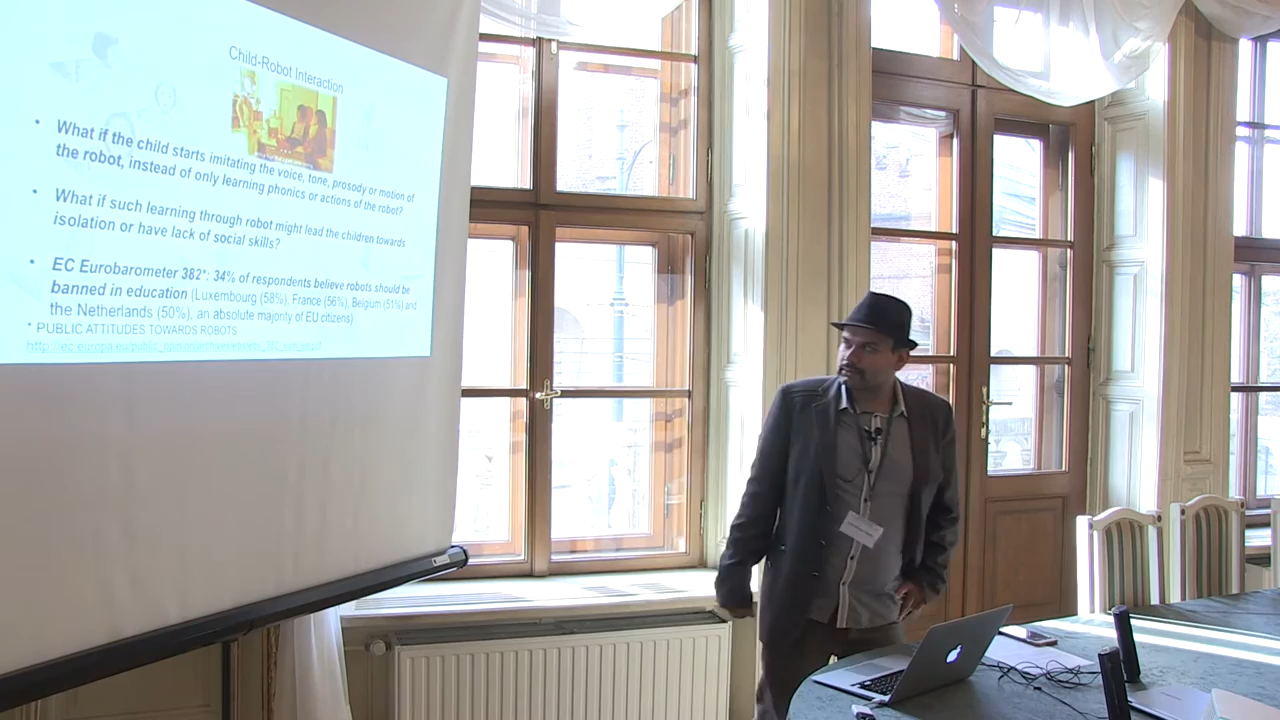 Child-Robot Interaction
• What if the child starts imitating the voice, tone, prosody or motion of
the robot, instead of only learning phonics or actions of the robot?
• What if such learning through robot might lead the children towards
isolation or have lack of social skills?
• EC Eurobarometer 382*: 34% of respondents believe robots should be
banned in education (Luxembourg (58%), France (56%), Belgium (51%) and
the Netherlands (50%), an absolute majority of EU citizens)
* PUBLIC ATTITUDES TOWARDS ROBOTS